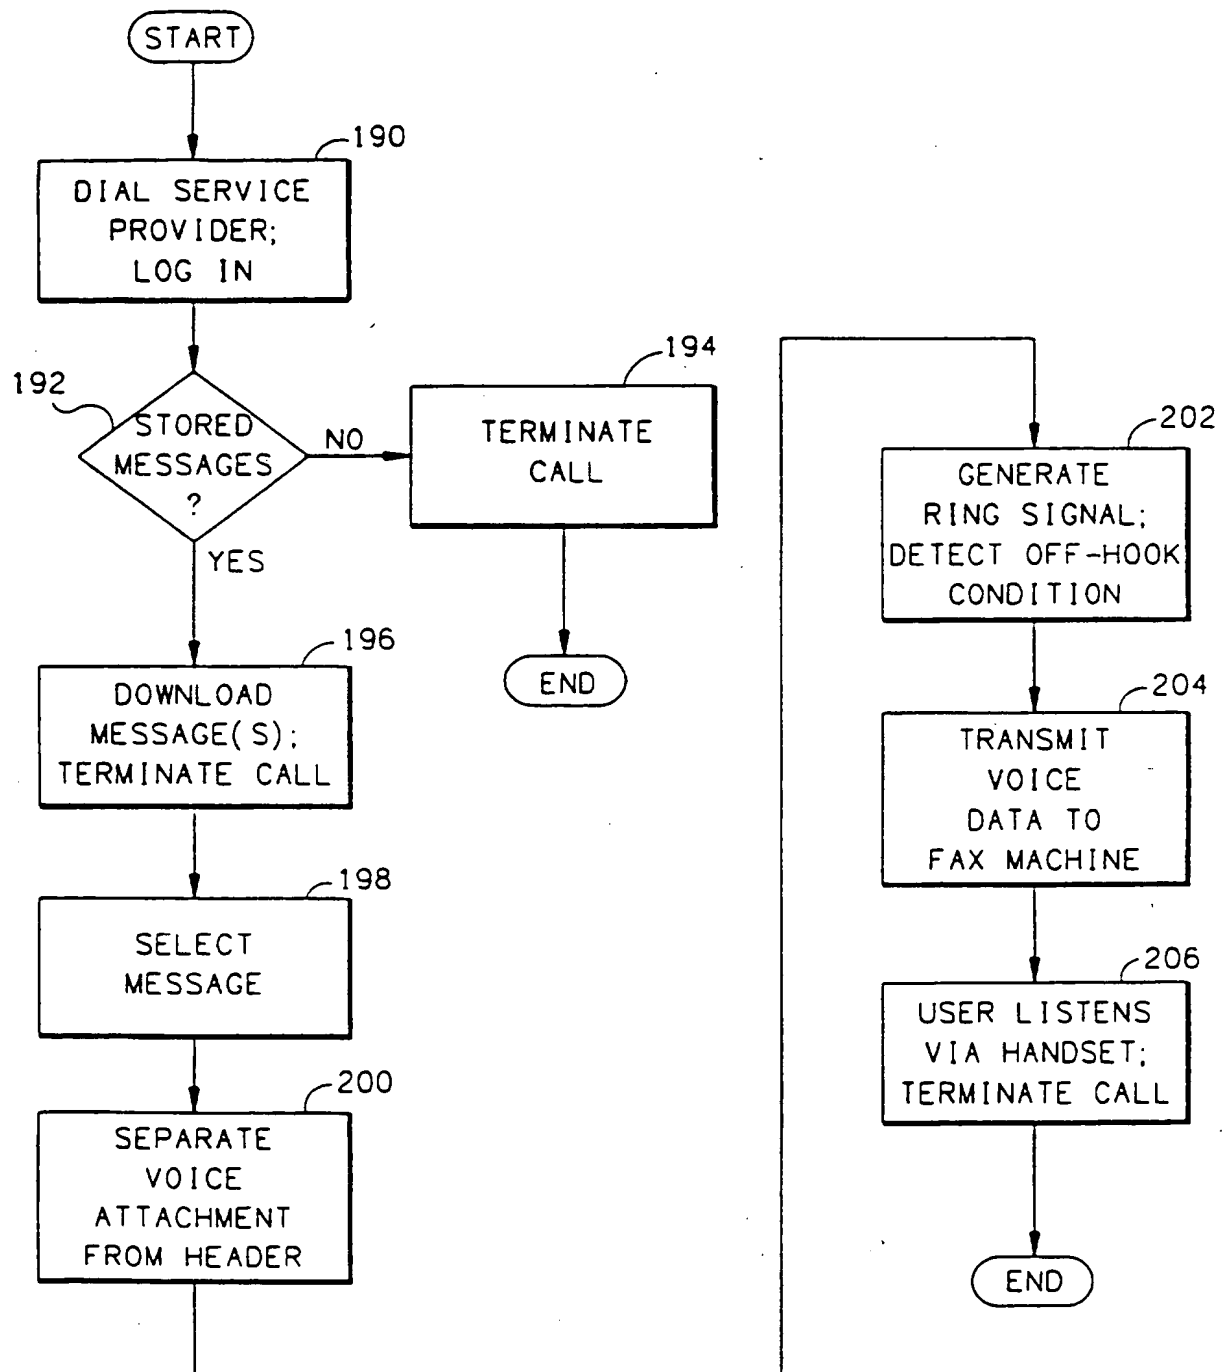 START
190
DIAL SERVICE
PROVIDER;
LOG IN
192
STORED
MESSAGES
?
NO
YES
194
TERMINATE
CALL
END
196
DOWNLOAD
MESSAGE(S);
TERMINATE CALL
198
SELECT
MESSAGE
200
SEPARATE
VOICE
ATTACHMENT
FROM HEADER
202
GENERATE
RING SIGNAL;
DETECT OFF-HOOK
CONDITION
204
TRANSMIT
VOICE
DATA TO
FAX MACHINE
206
USER LISTENS
VIA HANDSET;
TERMINATE CALL
END